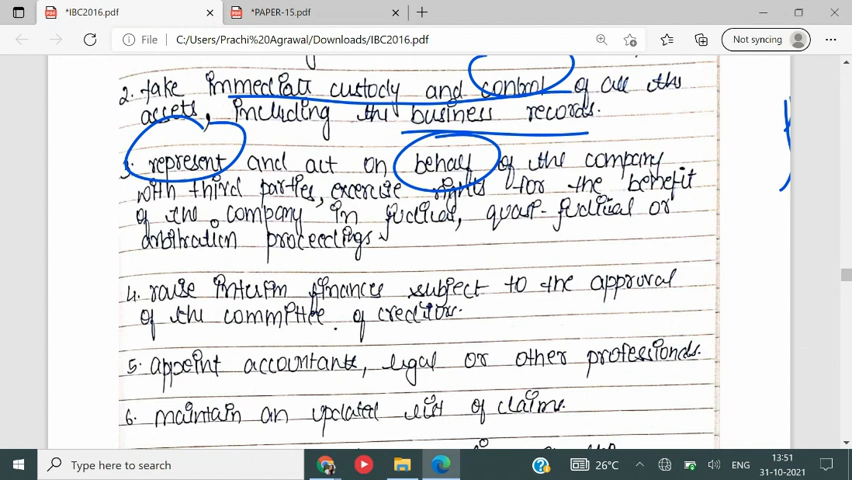 *IBC2016.pdf
*PAPER-15.pdf
File C:/Users/Prachi%20Agrawal/Downloads/IBC2016.pdf
Not syncing
2. take immediate custody and control of all the
assets, including the business records.
3. represent and act on behalf of the company
with third parties, exercise rights for the benefit
of the company in judicial, quasi-judicial or
arbitration proceedings.
4. raise interim finances subject to the approval
of the committee of creditors.
5. appoint accountants, legal or other professionals.
6. maintain an updated list of claims.
Type here to search
26°C
ENG
13:51
31-10-2021